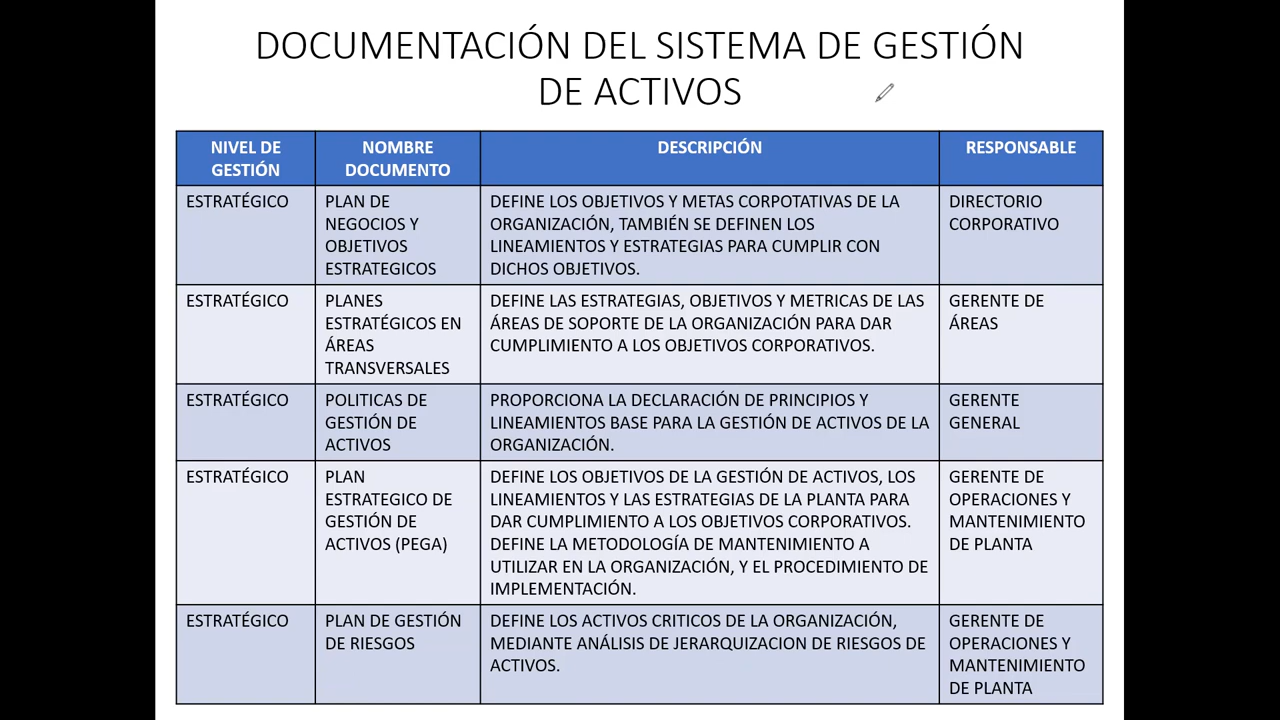 DOCUMENTACIÓN DEL SISTEMA DE GESTIÓN
DE ACTIVOS
NIVEL DE
GESTIÓN
NOMBRE
DOCUMENTO
DESCRIPCIÓN
RESPONSABLE
ESTRATÉGICO
PLAN DE
NEGOCIOS Y
OBJETIVOS
ESTRATEGICOS
DEFINE LOS OBJETIVOS Y METAS CORPOTATIVAS DE LA
ORGANIZACIÓN, TAMBIÉN SE DEFINEN LOS
LINEAMIENTOS Y ESTRATEGIAS PARA CUMPLIR CON
DICHOS OBJETIVOS.
DIRECTORIO
CORPORATIVO
ESTRATÉGICO
PLANES
ESTRATÉGICOS EN
ÁREAS
TRANSVERSALES
DEFINE LAS ESTRATEGIAS, OBJETIVOS Y METRICAS DE LAS
ÁREAS DE SOPORTE DE LA ORGANIZACIÓN PARA DAR
CUMPLIMIENTO A LOS OBJETIVOS CORPORATIVOS.
GERENTE DE
ÁREAS
ESTRATÉGICO
POLITICAS DE
GESTIÓN DE
ACTIVOS
PROPORCIONA LA DECLARACIÓN DE PRINCIPIOS Y
LINEAMIENTOS BASE PARA LA GESTIÓN DE ACTIVOS DE LA
ORGANIZACIÓN.
GERENTE
GENERAL
ESTRATÉGICO
PLAN
ESTRATEGICO DE
GESTIÓN DE
ACTIVOS (PEGA)
DEFINE LOS OBJETIVOS DE LA GESTIÓN DE ACTIVOS, LOS
LINEAMIENTOS Y LAS ESTRATEGIAS DE LA PLANTA PARA
DAR CUMPLIMIENTO A LOS OBJETIVOS CORPORATIVOS.
DEFINE LA METODOLOGÍA DE MANTENIMIENTO A
UTILIZAR EN LA ORGANIZACIÓN, Y EL PROCEDIMIENTO DE
IMPLEMENTACIÓN.
GERENTE DE
OPERACIONES Y
MANTENIMIENTO
DE PLANTA
ESTRATÉGICO
PLAN DE GESTIÓN
DE RIESGOS
DEFINE LOS ACTIVOS CRITICOS DE LA ORGANIZACIÓN,
MEDIANTE ANÁLISIS DE JERARQUIZACION DE RIESGOS DE
ACTIVOS.
GERENTE DE
OPERACIONES Y
MANTENIMIENTO
DE PLANTA